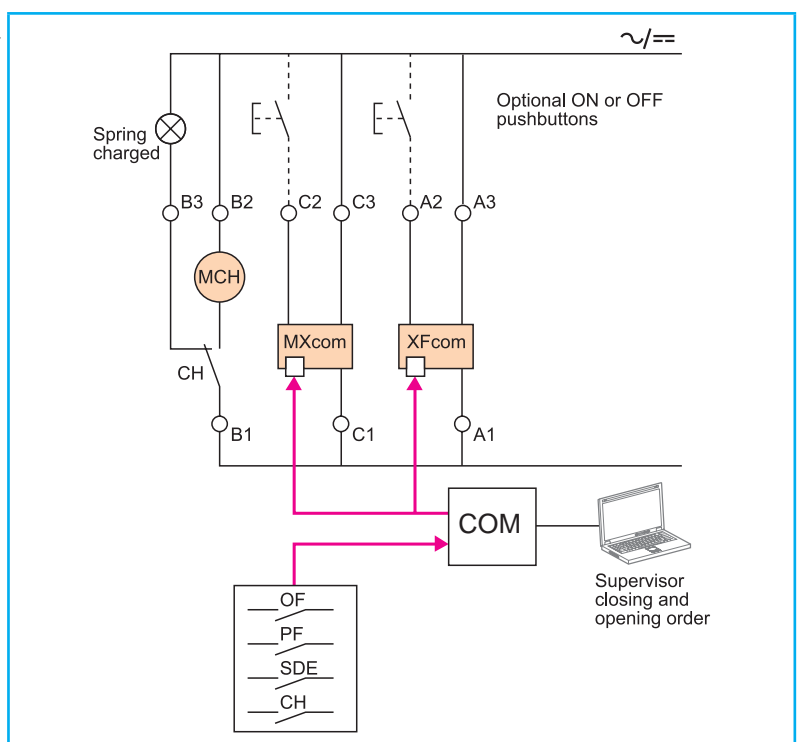 ∼/⎓
Optional ON or OFF
pushbuttons
Spring
charged
B3
B2
C2
C3
A2
A3
MCH
MXcom
XFcom
CH
B1
C1
A1
COM
Supervisor
closing and
opening order
OF
PF
SDE
CH